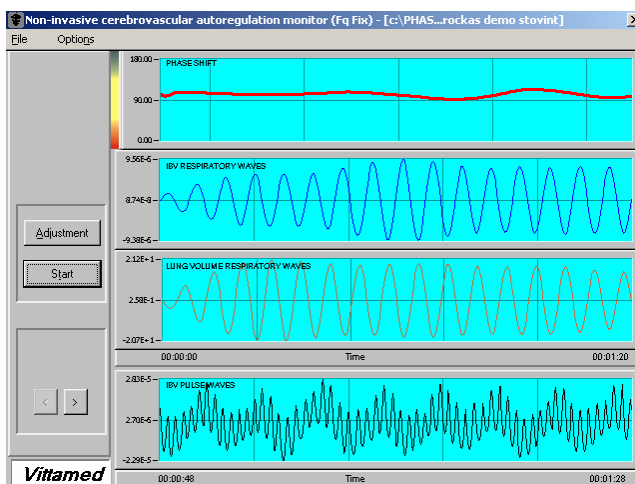 Non-invasive cerebrovascular autoregulation monitor (Fq Fix) - [c:\PHAS...rockas demo stovint]
File Options
180.00
PHASE SHIFT
90.00
0.00
9.56E-6
IBV RESPIRATORY WAVES
8.74E-8
-9.38E-6
Adjustment
Start
2.12E+1
LUNG VOLUME RESPIRATORY WAVES
2.58E-1
-2.07E+1
00:00:00 Time 00:01:20
2.83E-5
IBV PULSE WAVES
2.70E-6
-2.29E-5
< >
Vittamed
00:00:48 Time 00:01:28